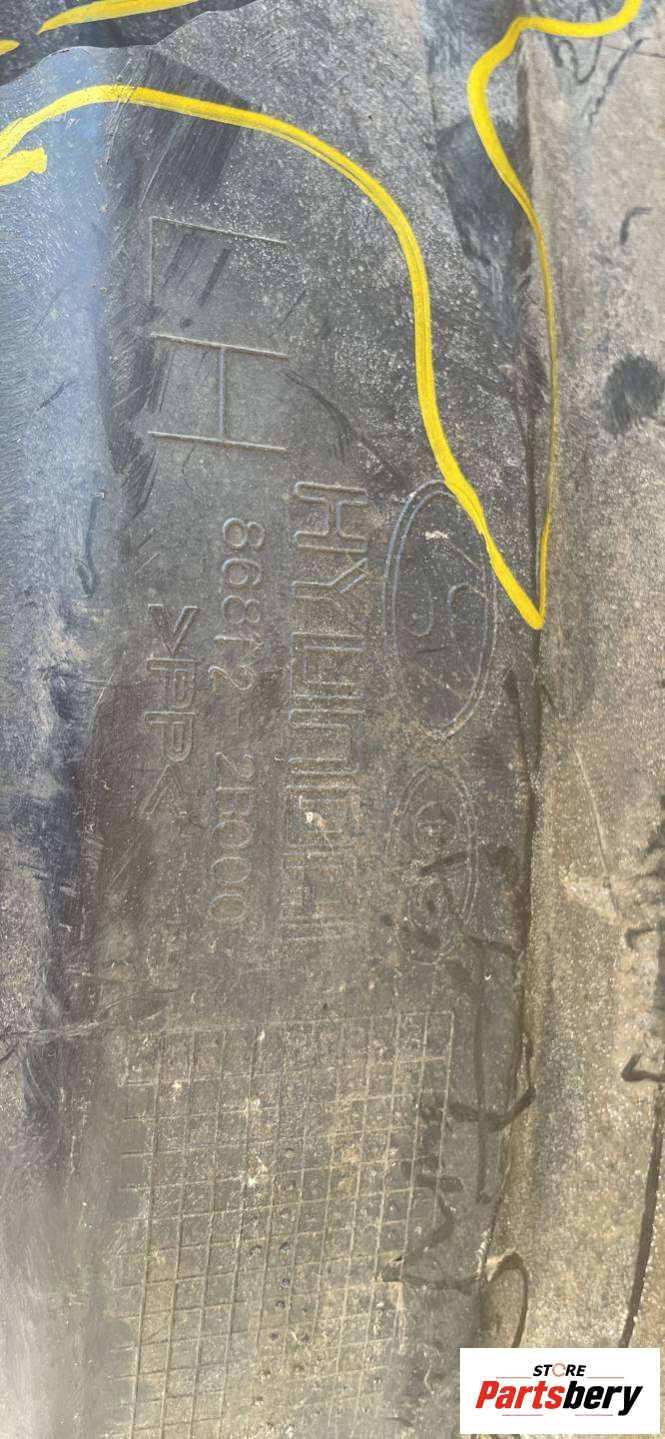 LH
HYUNDAI
86812-2B000
>PP<
STORE
Partsbery